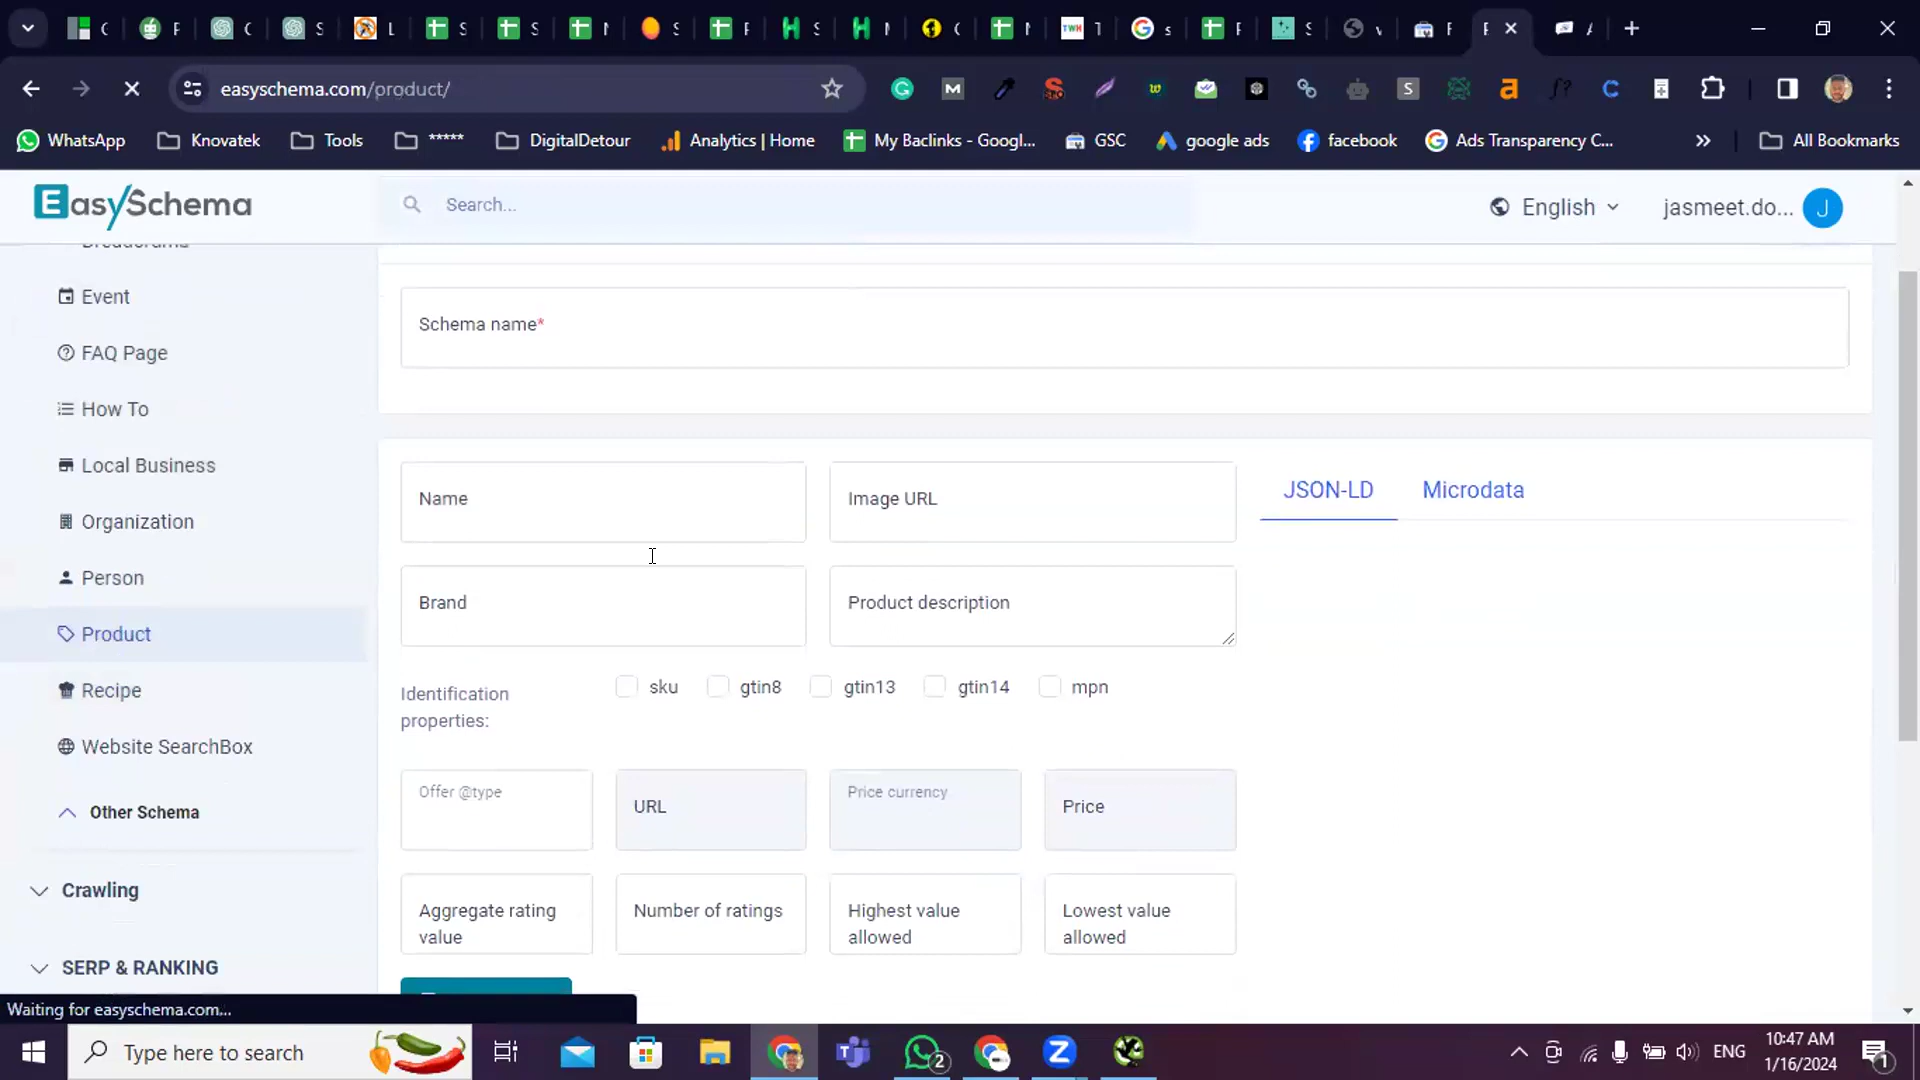 C
F
C
S
L
S
S
N
S
F
S
N
C
N
TWH
T
s
F
S
v
F
F
A
easyschema.com/product/
WhatsApp
Knovatek
Tools
*****
DigitalDetour
Analytics | Home
My Baclinks - Googl...
GSC
google ads
facebook
Ads Transparency C...
»
All Bookmarks
EasySchema
Search...
English
jasmeet.do...
J
Breadcrumbs
Event
FAQ Page
How To
Local Business
Organization
Person
Product
Recipe
Website SearchBox
Other Schema
Crawling
SERP & RANKING
Schema name*
Name
Image URL
JSON-LD
Microdata
Brand
Product description
Identification
properties:
sku
gtin8
gtin13
gtin14
mpn
Offer @type
URL
Price currency
Price
Aggregate rating
value
Number of ratings
Highest value
allowed
Lowest value
allowed
Waiting for easyschema.com...
Type here to search
2
ENG
10:47 AM
1/16/2024
1